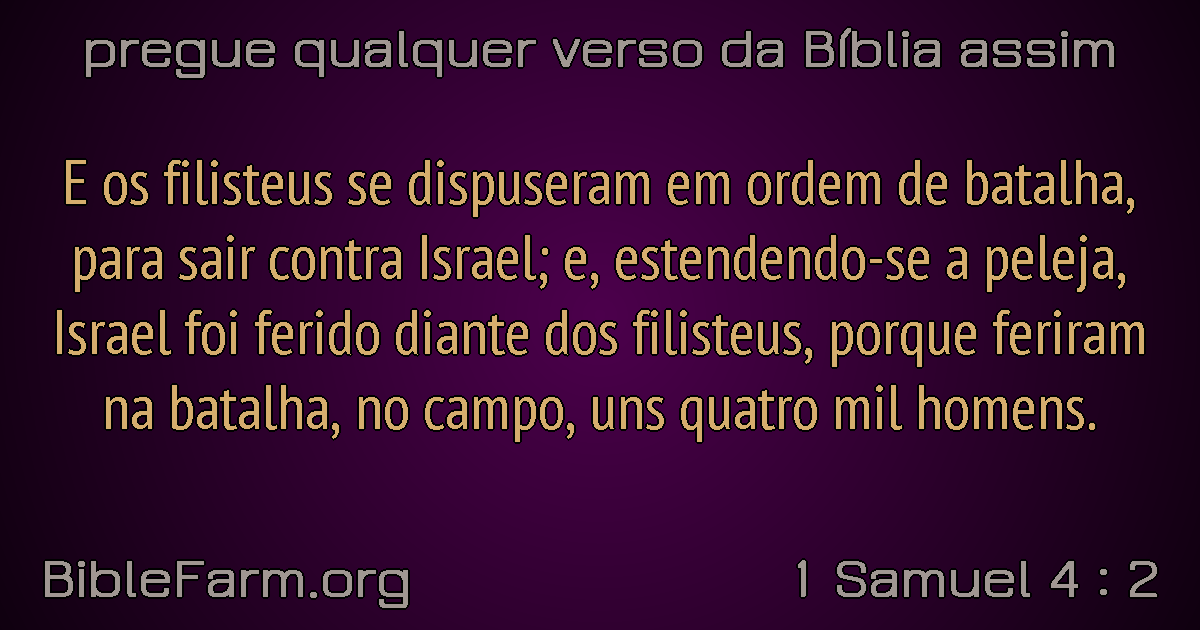 pregue qualquer verso da Bíblia assim
E os filisteus se dispuseram em ordem de batalha,
para sair contra Israel; e, estendendo-se a peleja,
Israel foi ferido diante dos filisteus, porque feriram
na batalha, no campo, uns quatro mil homens.
BibleFarm.org
1 Samuel 4 : 2